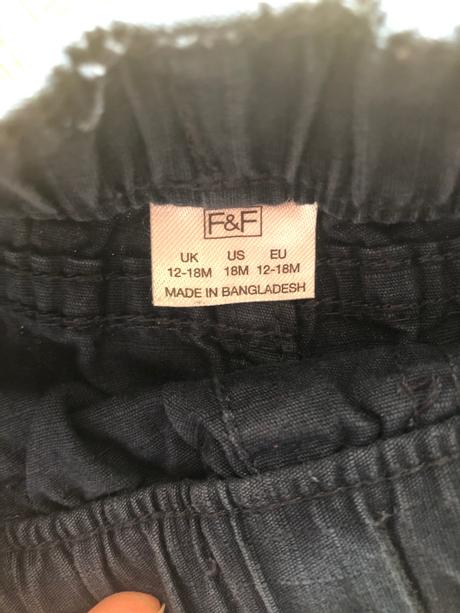 F&F
UK US EU
12-18M 18M 12-18M
MADE IN BANGLADESH